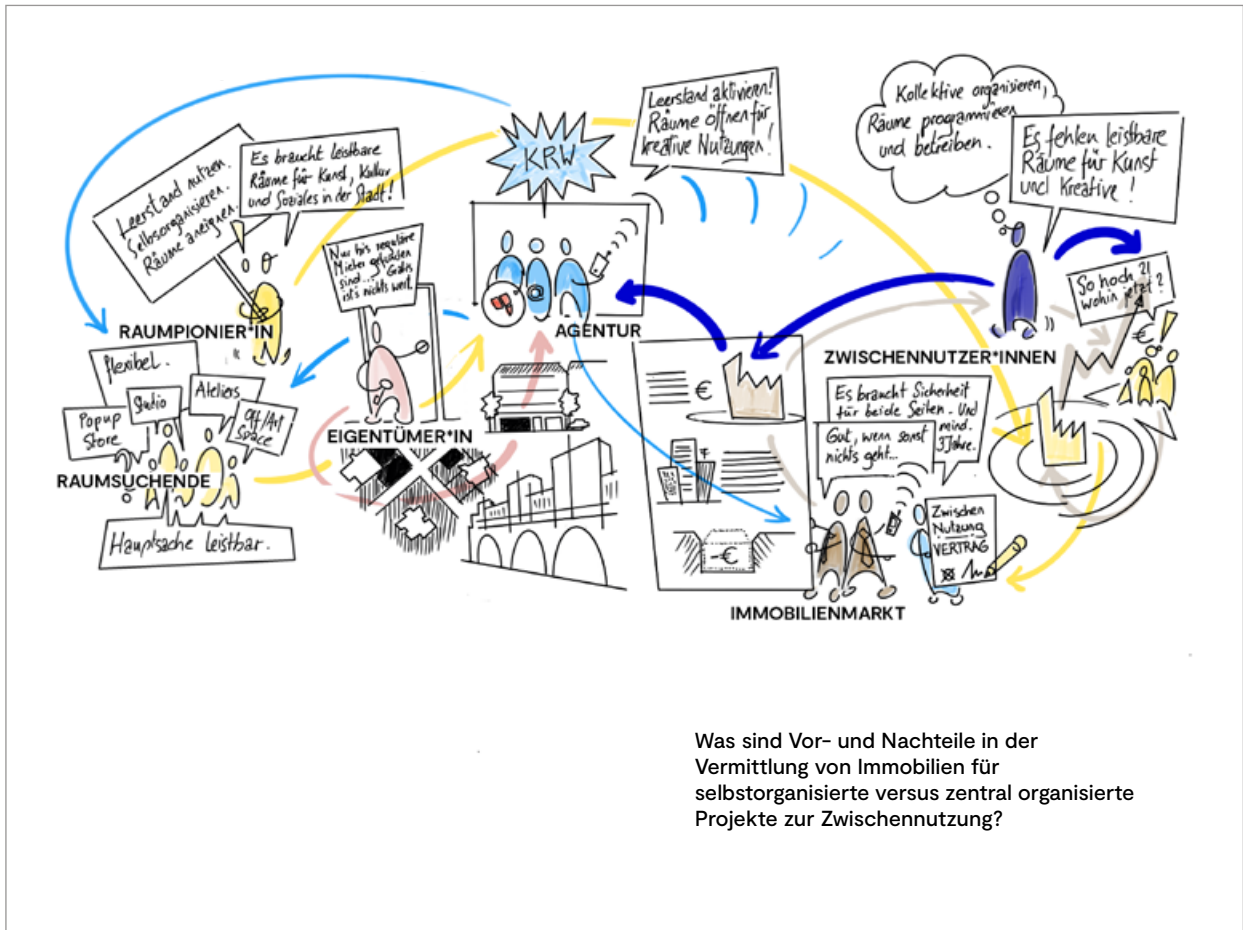 Leerstand nutzen.
Selbsorganisieren.
Räume aneignen.
Es braucht leistbare
Räume für Kunst, Kultur
und Soziales in der Stadt!
RAUMPIONIER*IN
flexibel.
Studio
Ateliers
Popup
Store
Off/Art
Space
RAUMSUCHENDE
Hauptsache leistbar.
Nur bis reguläre
Mieter gefunden
sind... Gratis
ist's nichts wert.
EIGENTÜMER*IN
KRW
AGENTUR
Leerstand aktivieren!
Räume öffnen für
kreative Nutzungen!
Kollektive organisieren,
Räume programmieren
und betreiben.
Es fehlen leistbare
Räume für Kunst
und Kreative!
So hoch?!
wohin jetzt?
€
ZWISCHENNUTZER*INNEN
€
-€
Es braucht Sicherheit
für beide Seiten. Und
mind.
3 Jahre.
Gut, wenn sonst
nichts geht...
Zwischen
Nutzung
VERTRAG
IMMOBILIENMARKT
Was sind Vor- und Nachteile in der
Vermittlung von Immobilien für
selbstorganisierte versus zentral organisierte
Projekte zur Zwischennutzung?